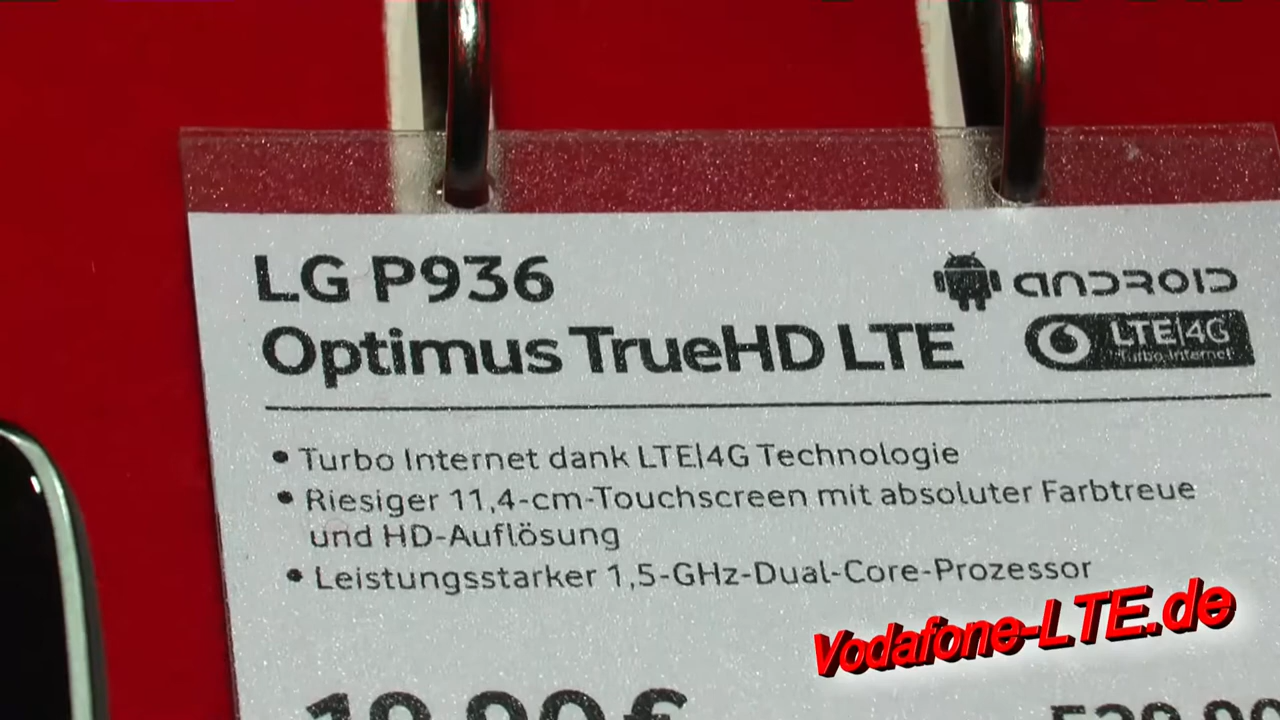 LG P936
ANDROID
Optimus TrueHD LTE
LTE|4G
Turbo Internet
• Turbo Internet dank LTE|4G Technologie
• Riesiger 11,4-cm-Touchscreen mit absoluter Farbtreue
und HD-Auflösung
• Leistungsstarker 1,5-GHz-Dual-Core-Prozessor
Vodafone-LTE.de